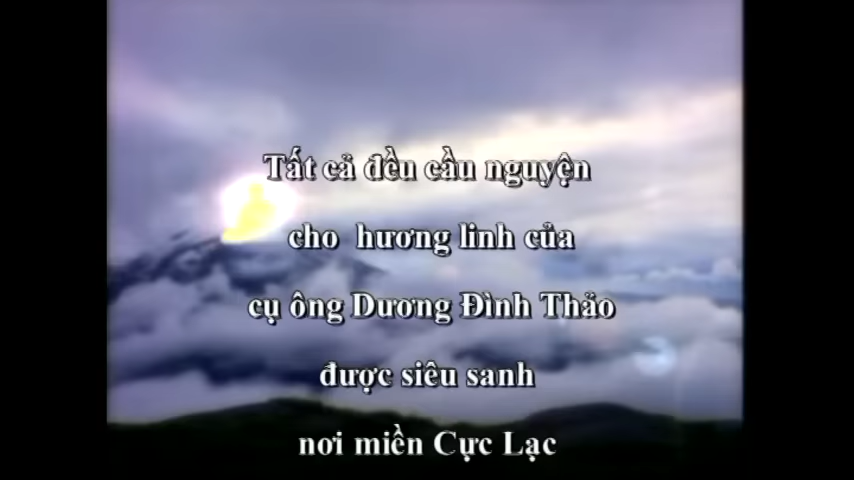 Tất cả đều cầu nguyện
cho hương linh của
cụ ông Dương Đình Thảo
được siêu sanh
nơi miền Cực Lạc